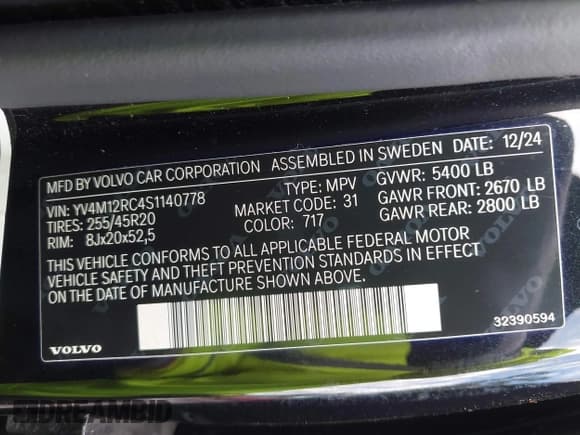 MFD BY VOLVO CAR CORPORATION ASSEMBLED IN SWEDEN DATE: 12/24
VIN: YV4M12RC4S1140778 TYPE: MPV GVWR: 5400 LB
TIRES: 255/45R20 MARKET CODE: 31 GAWR FRONT: 2670 LB
RIM: 8Jx20x52,5 COLOR: 717 GAWR REAR: 2800 LB
THIS VEHICLE CONFORMS TO ALL APPLICABLE FEDERAL MOTOR
VEHICLE SAFETY AND THEFT PREVENTION STANDARDS IN EFFECT
ON THE DATE OF MANUFACTURE SHOWN ABOVE.
32390594
VOLVO
DREAMBID